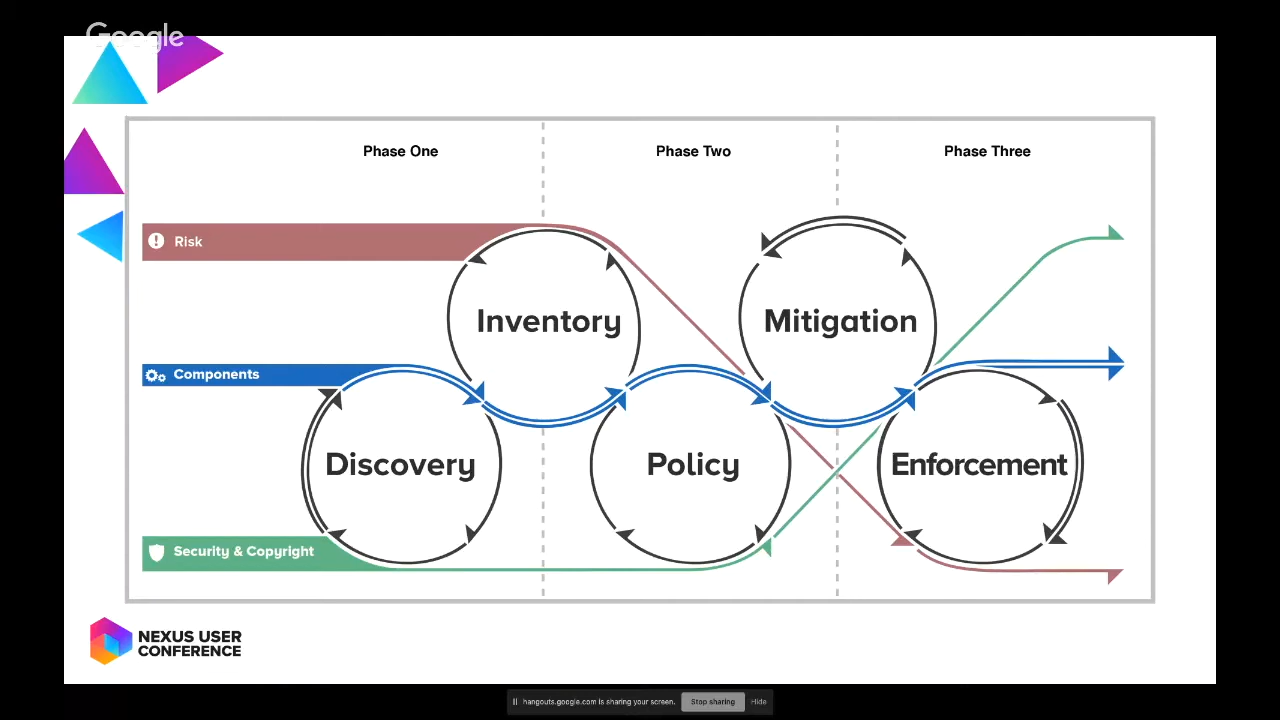 Google
Phase One
Phase Two
Phase Three
Risk
Inventory
Mitigation
Components
Discovery
Policy
Enforcement
Security & Copyright
NEXUS USER
CONFERENCE
hangouts.google.com is sharing your screen.
Stop sharing
Hide